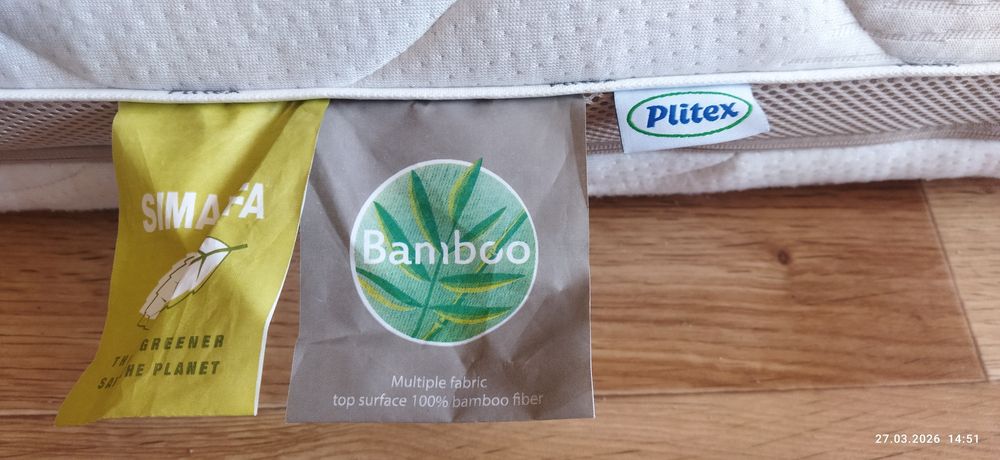 SIMAFA
GREENER
THE PLANET
Bamboo
Multiple fabric
top surface 100% bamboo fiber
Plitex
27.03.2026 14:51